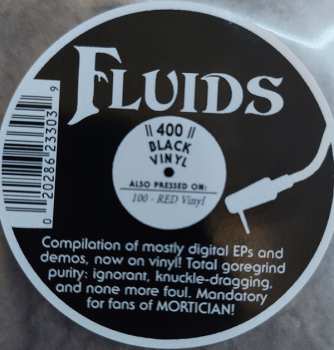 FLUIDS
|| 400 ||
BLACK
VINYL
ALSO PRESSED ON:
100 - RED Vinyl
Compilation of mostly digital EPs and
demos, now on vinyl! Total goregrind
purity: ignorant, knuckle-dragging,
and none more foul. Mandatory
for fans of MORTICIAN!
0 20286 23303 9